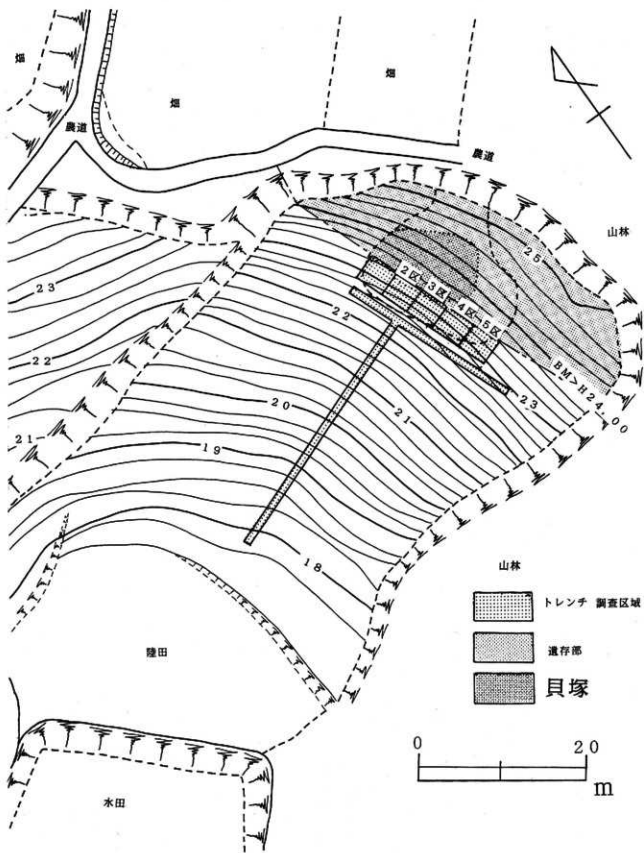 畑
畑
畑
農道
農道
山林
23
22
21
25
2区
3区
4区
5区
22
BM>H24.00
23
21
20
19
18
山林
トレンチ 調査区域
遺存部
貝塚
陸田
水田
0 20
m